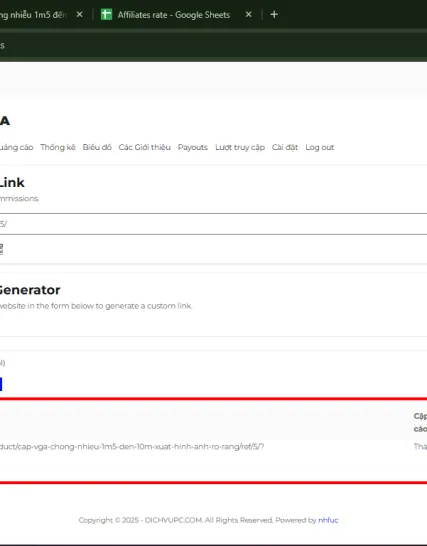 ng nhiễu 1m5 đến
Affiliates rate - Google Sheets
s
A
uảng cáo Thống kê Biểu đồ Các Giới thiệu Payouts Lượt truy cập Cài đặt Log out
Link
mmissions.
5/
Generator
website in the form below to generate a custom link.
l)
Cập
cáo
duct/cap-vga-chong-nhieu-1m5-den-10m-xuat-hinh-anh-ro-rang/ref/5/?
Thá
Copyright © 2025 - DICHVUPC.COM. All Rights Reserved. Powered by nhfuc